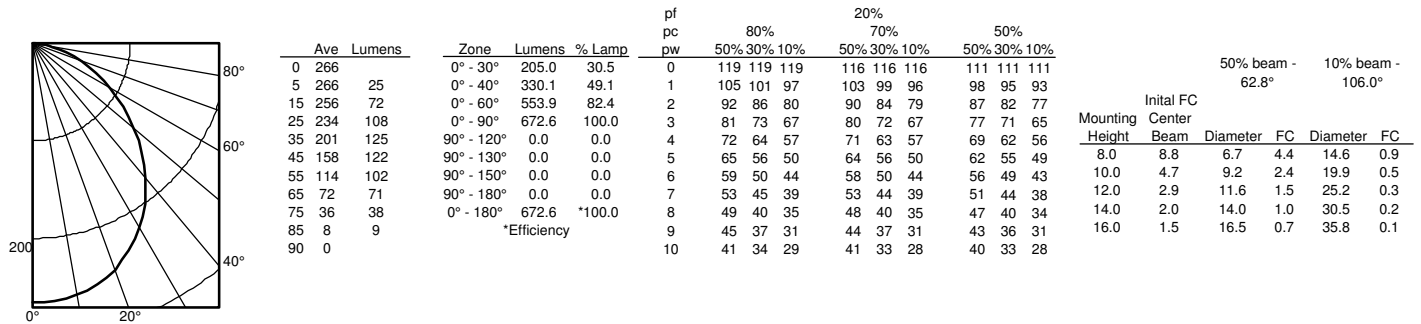 80°
60°
40°
200
0° 20°
Ave Lumens
0 266
5 266 25
15 256 72
25 234 108
35 201 125
45 158 122
55 114 102
65 72 71
75 36 38
85 8 9
90 0
Zone Lumens % Lamp
0° - 30° 205.0 30.5
0° - 40° 330.1 49.1
0° - 60° 553.9 82.4
0° - 90° 672.6 100.0
90° - 120° 0.0 0.0
90° - 130° 0.0 0.0
90° - 150° 0.0 0.0
90° - 180° 0.0 0.0
0° - 180° 672.6 *100.0
*Efficiency
pf 20%
pc 80% 70% 50%
pw 50% 30% 10% 50% 30% 10% 50% 30% 10%
0 119 119 119 116 116 116 111 111 111
1 105 101 97 103 99 96 98 95 93
2 92 86 80 90 84 79 87 82 77
3 81 73 67 80 72 67 77 71 65
4 72 64 57 71 63 57 69 62 56
5 65 56 50 64 56 50 62 55 49
6 59 50 44 58 50 44 56 49 43
7 53 45 39 53 44 39 51 44 38
8 49 40 35 48 40 35 47 40 34
9 45 37 31 44 37 31 43 36 31
10 41 34 29 41 33 28 40 33 28
50% beam - 10% beam -
62.8° 106.0°
Inital FC
Mounting Center
Height Beam Diameter FC Diameter FC
8.0 8.8 6.7 4.4 14.6 0.9
10.0 4.7 9.2 2.4 19.9 0.5
12.0 2.9 11.6 1.5 25.2 0.3
14.0 2.0 14.0 1.0 30.5 0.2
16.0 1.5 16.5 0.7 35.8 0.1